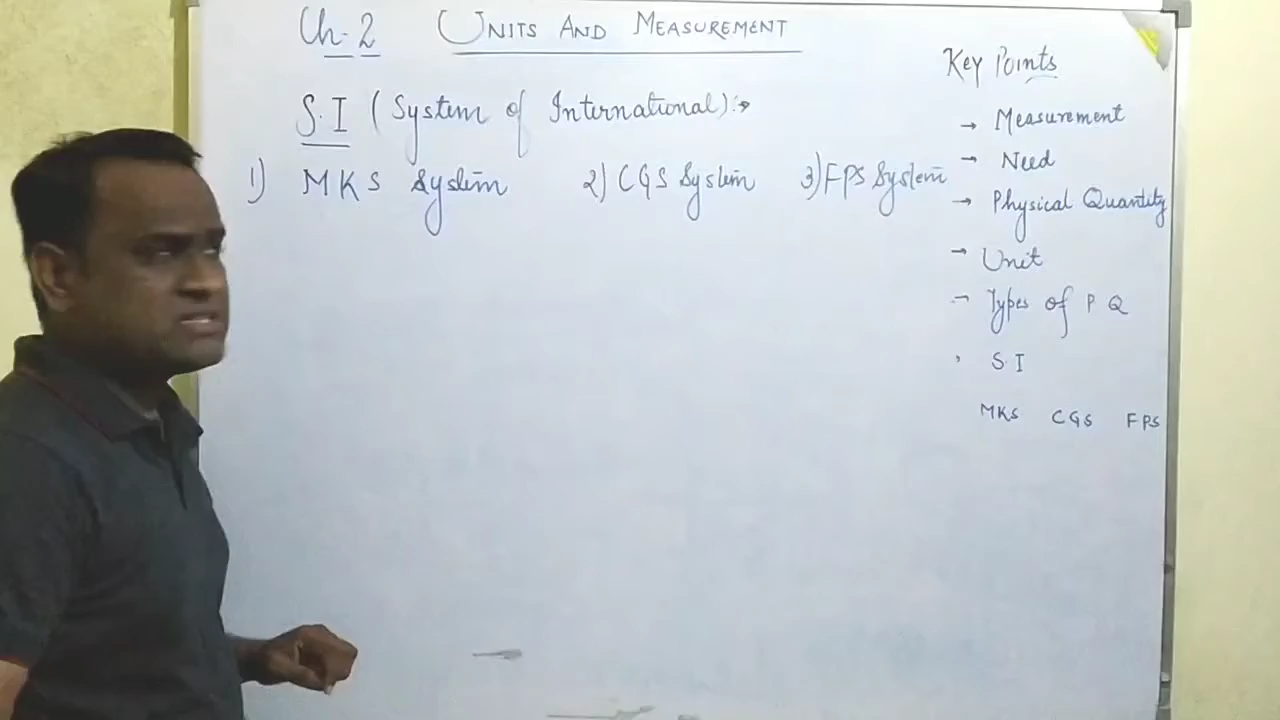 Ch-2 UNITS AND MEASUREMENT
S.I (System of International):→
1) MKS System 2) CGS System 3) FPS System
Key Points
→ Measurement
→ Need
→ Physical Quantity
→ Unit
→ Types of P Q
S.I
MKS CGS FPS